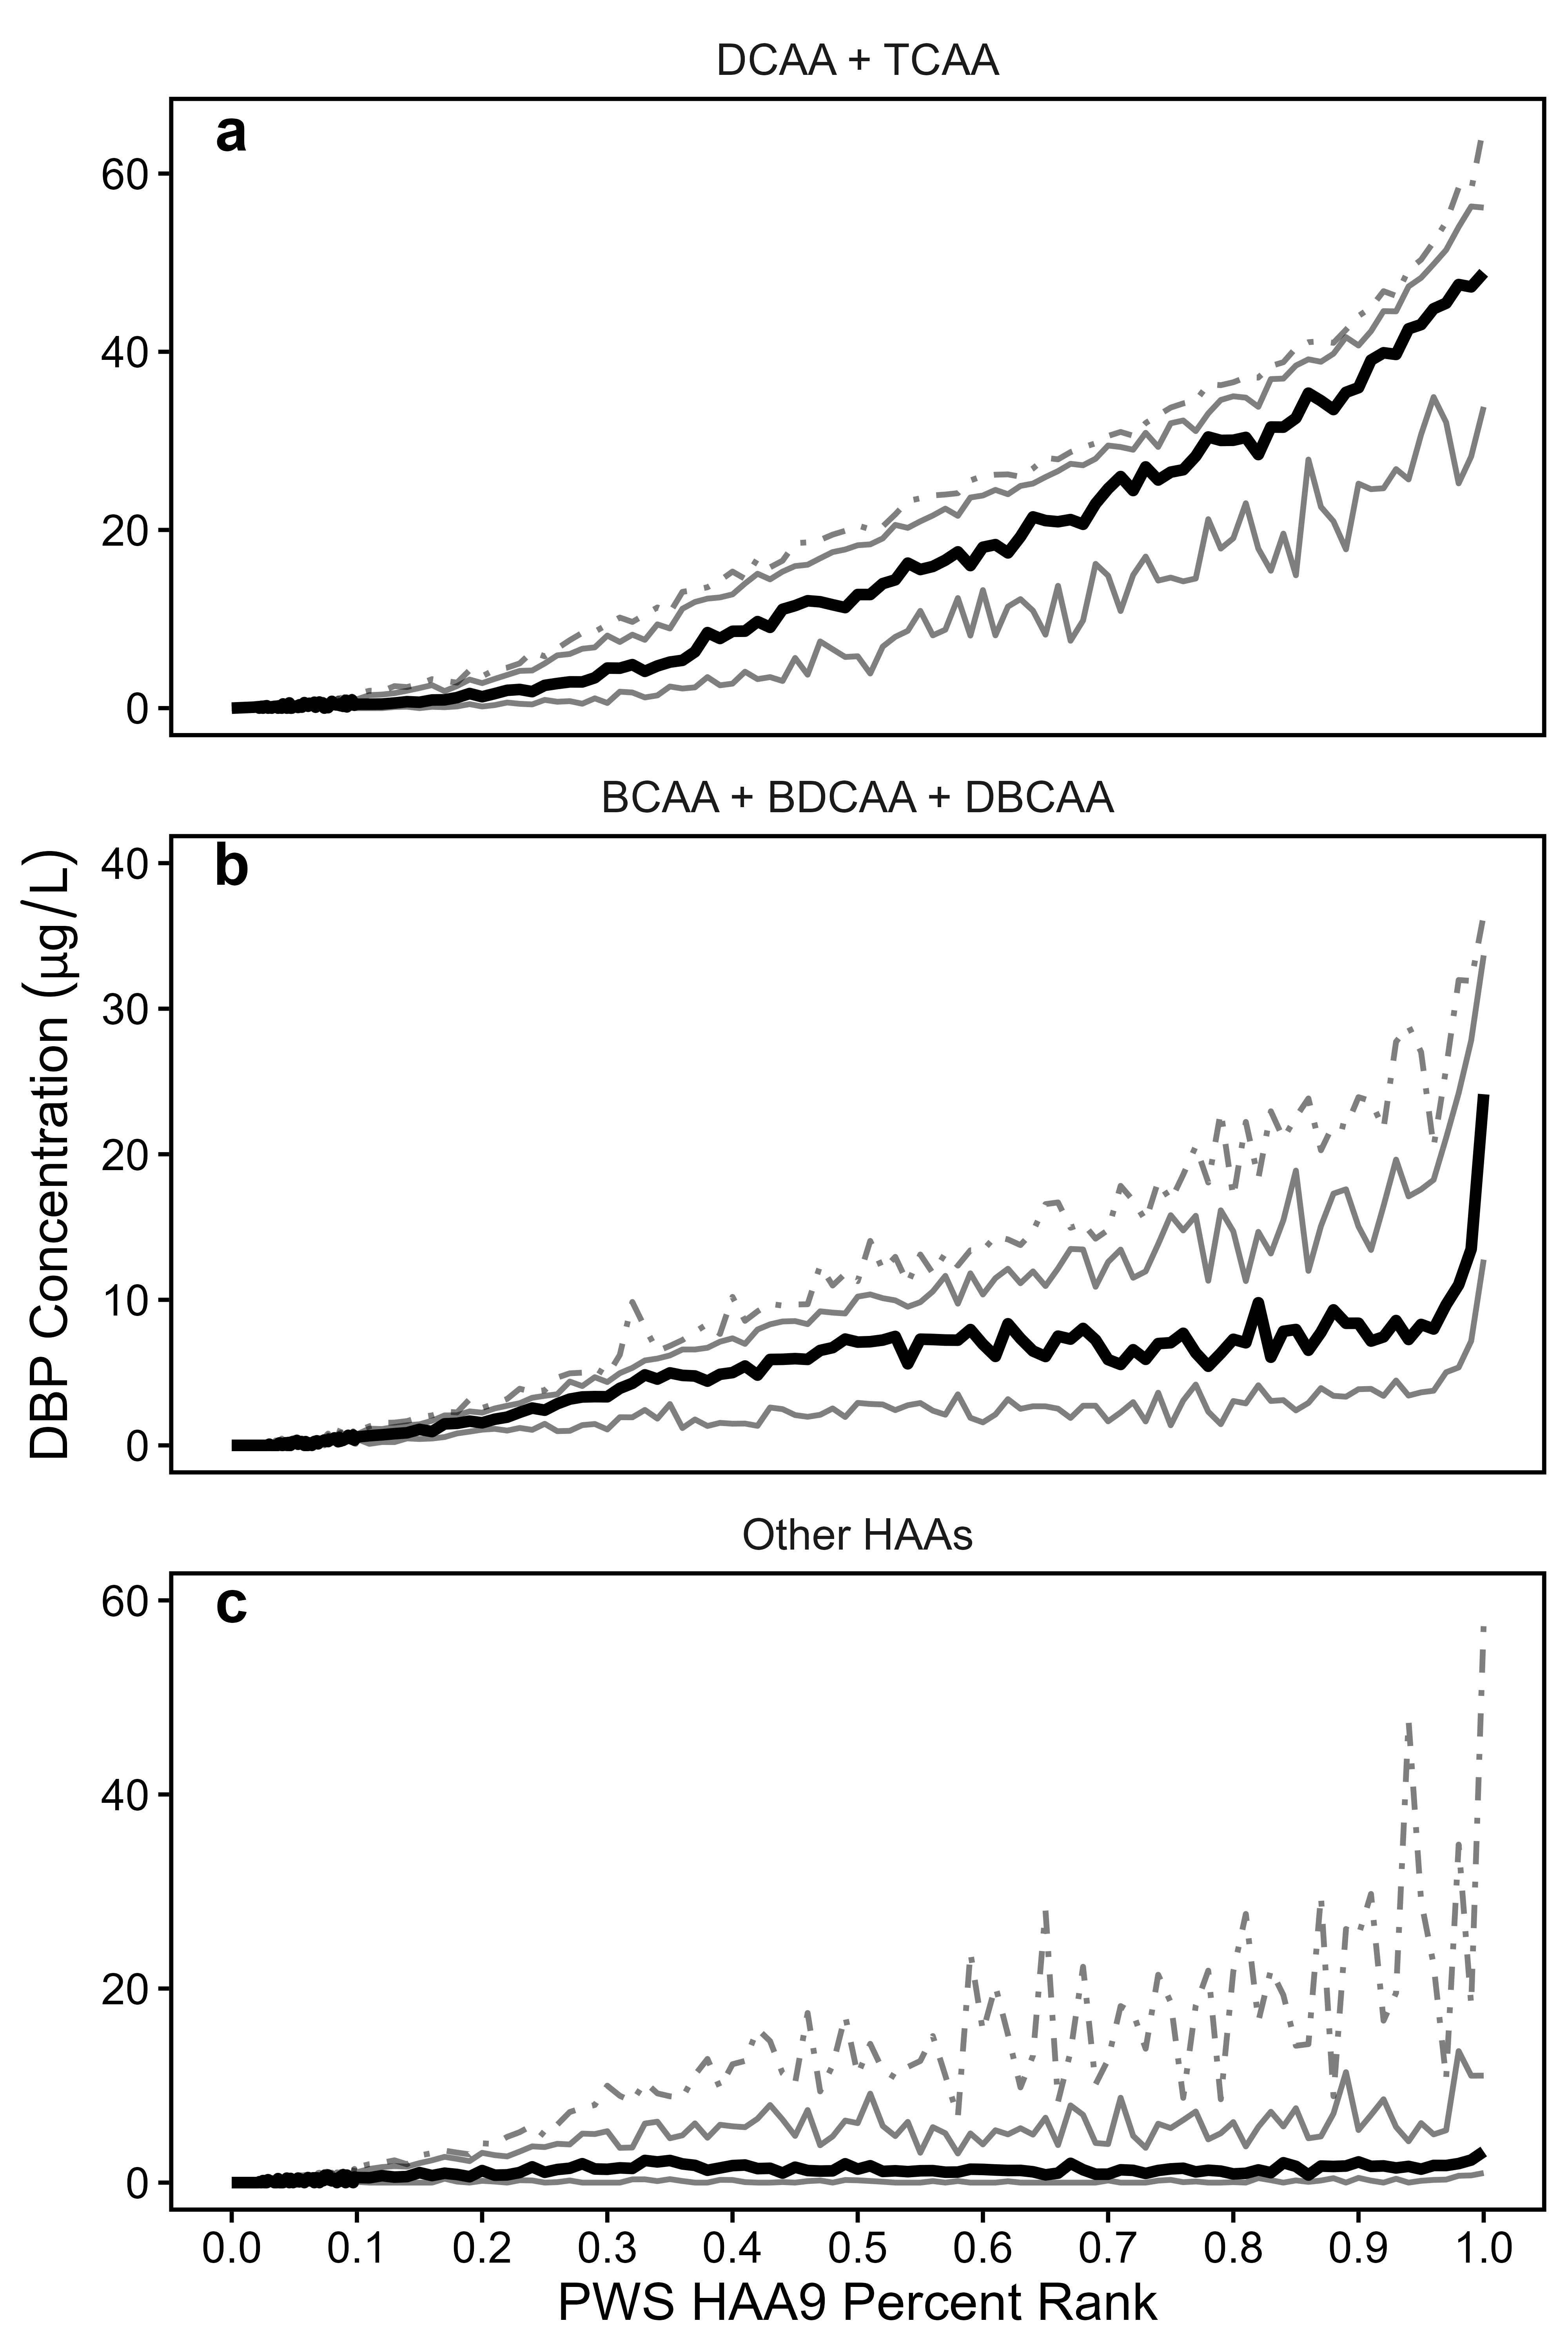 DCAA + TCAA
a
60
40
20
0
BCAA + BDCAA + DBCAA
b
40
30
20
10
0
DBP Concentration (µg/L)
Other HAAs
c
60
40
20
0
0.0 0.1 0.2 0.3 0.4 0.5 0.6 0.7 0.8 0.9 1.0
PWS HAA9 Percent Rank